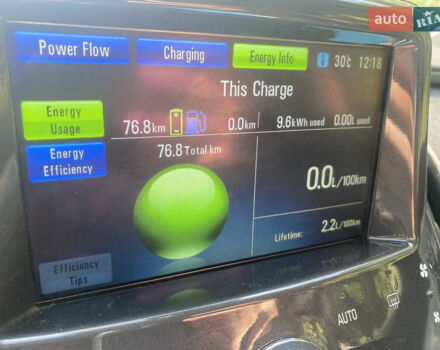 auto RIA
Power Flow Charging Energy Info 30°c 12:18
This Charge
Energy
Usage
76.8km 0.0km 9.6kWh used 0.00L used
Energy
Efficiency
76.8 Total km
0.0L/100km
2.2L/100km
Lifetime:
Efficiency
Tips
AUTO